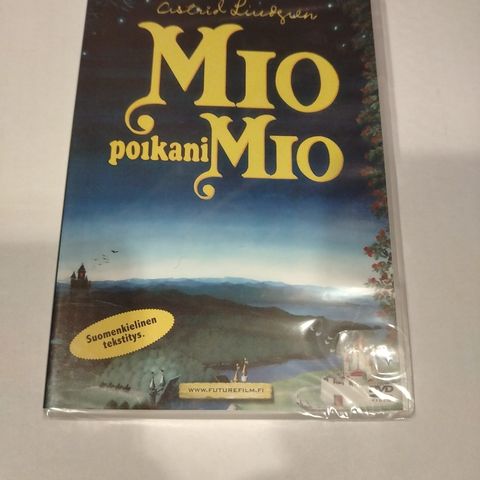 Astrid Lindgren
MIO
poikani MIO
Suomenkielinen
tekstitys.
WWW.FUTUREFILM.FI
DVD